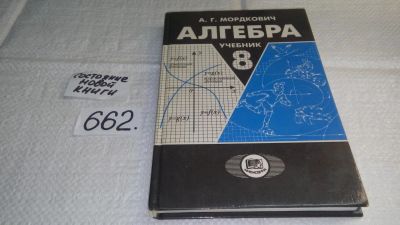 СОСТОЯНИЕ
НОВОЙ
КНИГИ
662.
А. Г. МОРДКОВИЧ
АЛГЕБРА
УЧЕБНИК
8